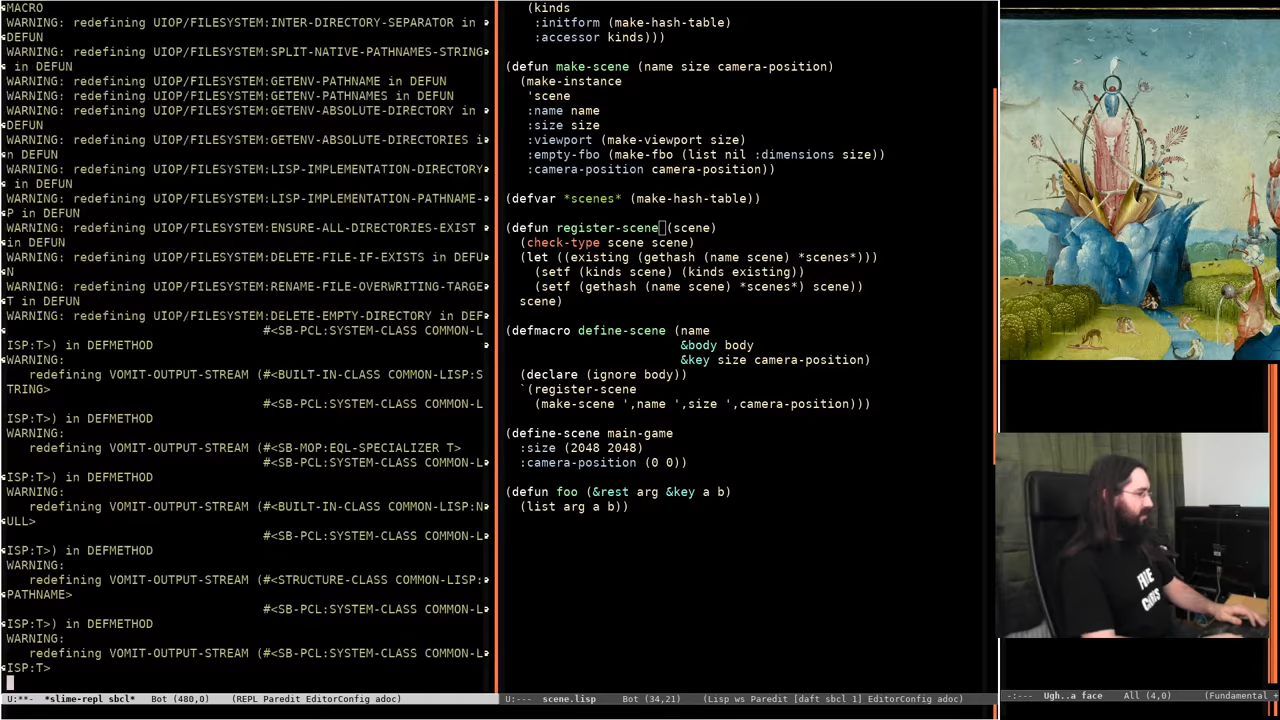 MACRO
WARNING: redefining UIOP/FILESYSTEM:INTER-DIRECTORY-SEPARATOR in
DEFUN
WARNING: redefining UIOP/FILESYSTEM:SPLIT-NATIVE-PATHNAMES-STRING
 in DEFUN
WARNING: redefining UIOP/FILESYSTEM:GETENV-PATHNAME in DEFUN
WARNING: redefining UIOP/FILESYSTEM:GETENV-PATHNAMES in DEFUN
WARNING: redefining UIOP/FILESYSTEM:GETENV-ABSOLUTE-DIRECTORY in
DEFUN
WARNING: redefining UIOP/FILESYSTEM:GETENV-ABSOLUTE-DIRECTORIES i
n DEFUN
WARNING: redefining UIOP/FILESYSTEM:LISP-IMPLEMENTATION-DIRECTORY
 in DEFUN
WARNING: redefining UIOP/FILESYSTEM:LISP-IMPLEMENTATION-PATHNAME-
P in DEFUN
WARNING: redefining UIOP/FILESYSTEM:ENSURE-ALL-DIRECTORIES-EXIST
in DEFUN
WARNING: redefining UIOP/FILESYSTEM:DELETE-FILE-IF-EXISTS in DEFU
N
WARNING: redefining UIOP/FILESYSTEM:RENAME-FILE-OVERWRITING-TARGE
T in DEFUN
WARNING: redefining UIOP/FILESYSTEM:DELETE-EMPTY-DIRECTORY in DEF
#<SB-PCL:SYSTEM-CLASS COMMON-L
ISP:T>) in DEFMETHOD
WARNING:
redefining VOMIT-OUTPUT-STREAM (#<BUILT-IN-CLASS COMMON-LISP:S
TRING>
#<SB-PCL:SYSTEM-CLASS COMMON-L
ISP:T>) in DEFMETHOD
WARNING:
redefining VOMIT-OUTPUT-STREAM (#<SB-MOP:EQL-SPECIALIZER T>
#<SB-PCL:SYSTEM-CLASS COMMON-L
ISP:T>) in DEFMETHOD
WARNING:
redefining VOMIT-OUTPUT-STREAM (#<BUILT-IN-CLASS COMMON-LISP:N
ULL>
#<SB-PCL:SYSTEM-CLASS COMMON-L
ISP:T>) in DEFMETHOD
WARNING:
redefining VOMIT-OUTPUT-STREAM (#<STRUCTURE-CLASS COMMON-LISP:
PATHNAME>
#<SB-PCL:SYSTEM-CLASS COMMON-L
ISP:T>) in DEFMETHOD
WARNING:
redefining VOMIT-OUTPUT-STREAM (#<SB-PCL:SYSTEM-CLASS COMMON-L
ISP:T>
U:**- *slime-repl sbcl* Bot (480,0) (REPL Paredit EditorConfig adoc)
(kinds
:initform (make-hash-table)
:accessor kinds)))
(defun make-scene (name size camera-position)
(make-instance
'scene
:name name
:size size
:viewport (make-viewport size)
:empty-fbo (make-fbo (list nil :dimensions size))
:camera-position camera-position))
(defvar *scenes* (make-hash-table))
(defun register-scene (scene)
(check-type scene scene)
(let ((existing (gethash (name scene) *scenes*)))
(setf (kinds scene) (kinds existing))
(setf (gethash (name scene) *scenes*) scene))
scene)
(defmacro define-scene (name
&body body
&key size camera-position)
(declare (ignore body))
`(register-scene
(make-scene ',name ',size ',camera-position)))
(define-scene main-game
:size (2048 2048)
:camera-position (0 0))
(defun foo (&rest arg &key a b)
(list arg a b))
U:--- scene.lisp Bot (34,21) (Lisp ws Paredit [daft sbcl 1] EditorConfig adoc)
-:--- Ugh..a face All (4,0) (Fundamental +